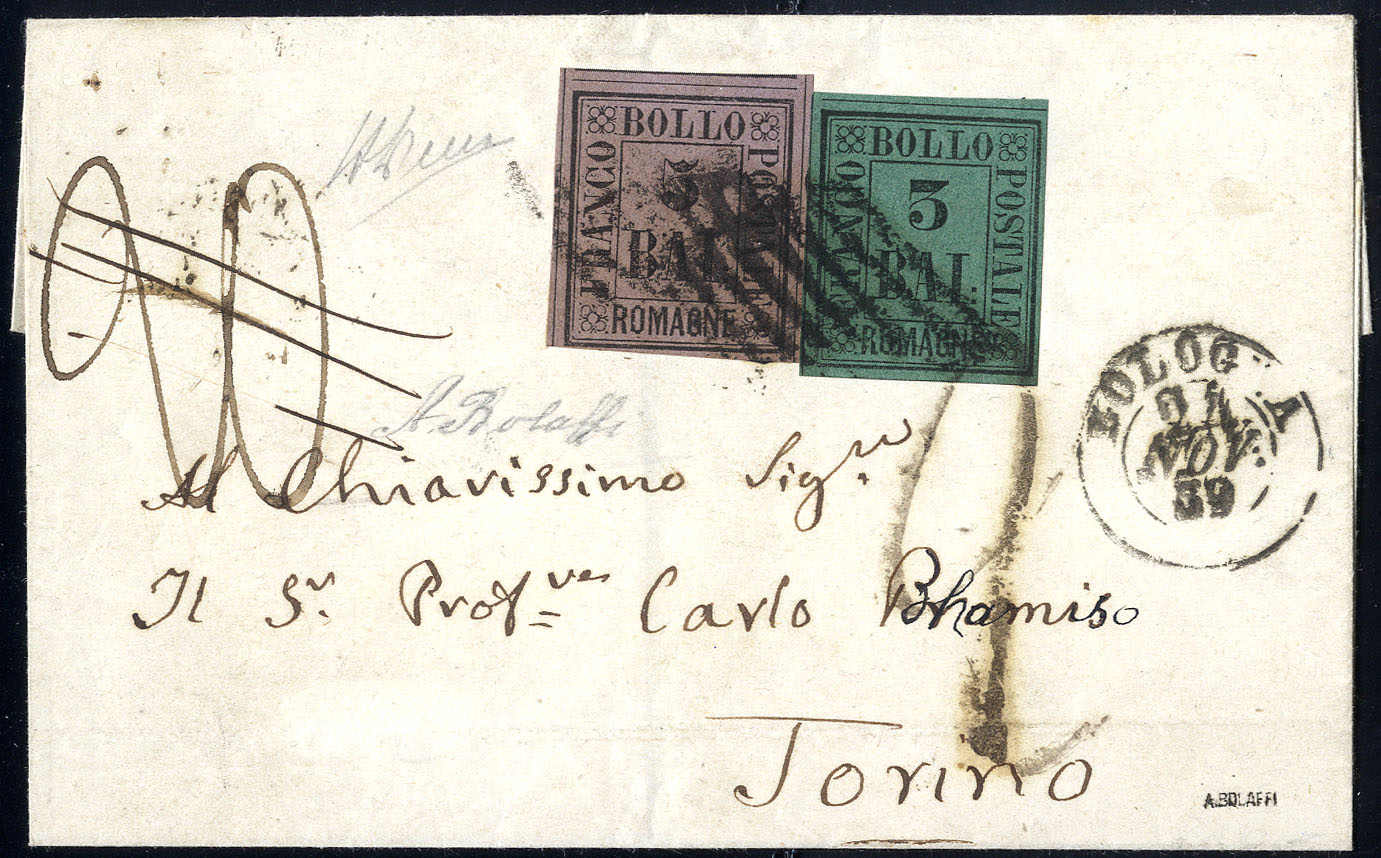 BOLLO
FRANCO
POSTALE
5
BAI
ROMAGNE
BOLLO
FRANCO
POSTALE
3
BAI.
ROMAGNE
A. Bolaffi
BOLOGNA
NOV.
59
Al Chiarissimo Sig.re
Il Sr. Prof.re Carlo Bhamiso
Torino
A.BOLAFFI